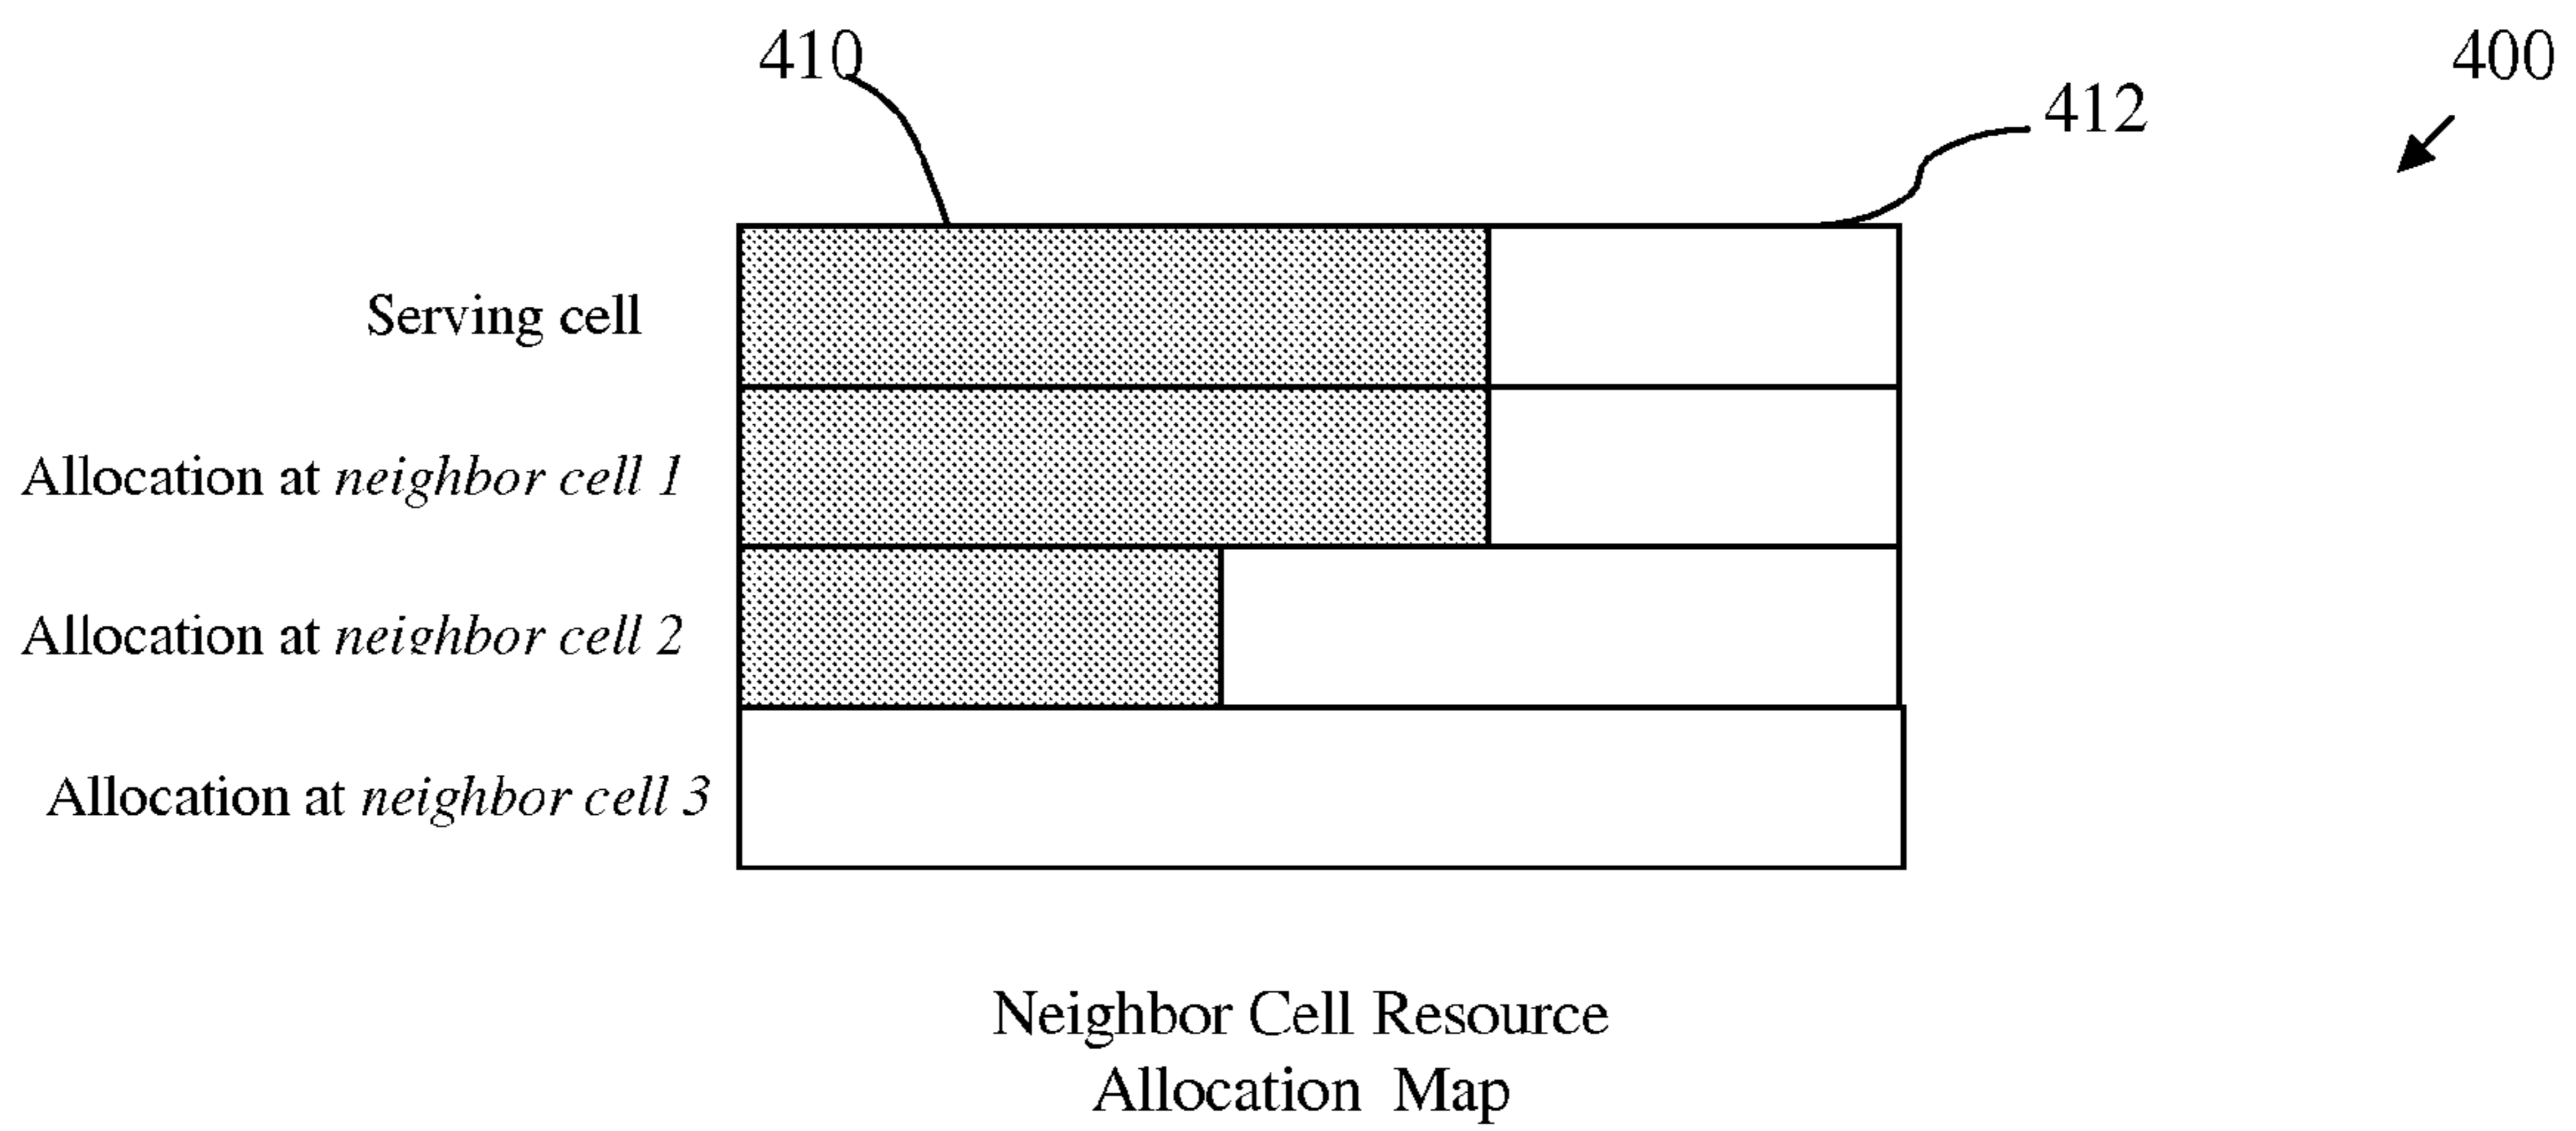 410
400
412
Serving cell
Allocation at neighbor cell 1
Allocation at neighbor cell 2
Allocation at neighbor cell 3
Neighbor Cell Resource
Allocation Map